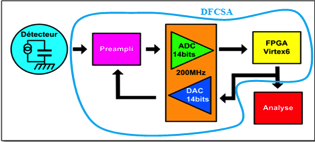 DFCSA
Détecteur
Preampli
ADC
14bits
200MHz
DAC
14bits
FPGA
Virtex6
Analyse